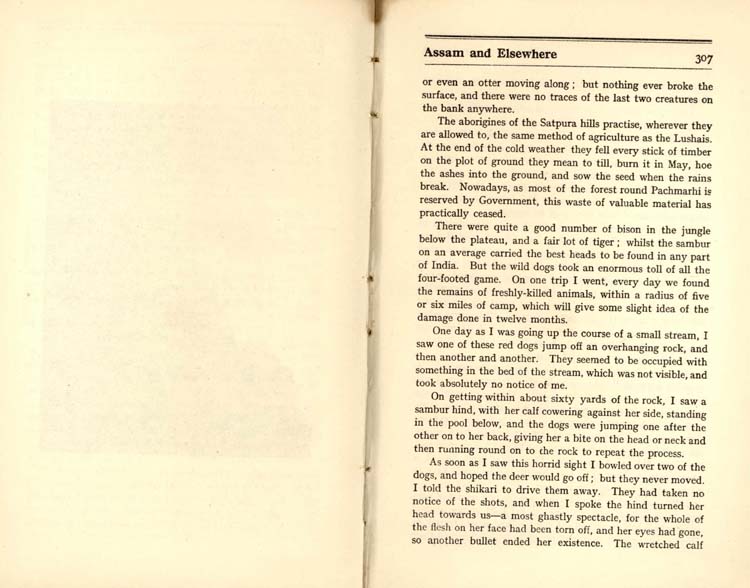 Assam and Elsewhere 307
or even an otter moving along ; but nothing ever broke the
surface, and there were no traces of the last two creatures on
the bank anywhere.
The aborigines of the Satpura hills practise, wherever they
are allowed to, the same method of agriculture as the Lushais.
At the end of the cold weather they fell every stick of timber
on the plot of ground they mean to till, burn it in May, hoe
the ashes into the ground, and sow the seed when the rains
break. Nowadays, as most of the forest round Pachmarhi is
reserved by Government, this waste of valuable material has
practically ceased.
There were quite a good number of bison in the jungle
below the plateau, and a fair lot of tiger ; whilst the sambur
on an average carried the best heads to be found in any part
of India. But the wild dogs took an enormous toll of all the
four-footed game. On one trip I went, every day we found
the remains of freshly-killed animals, within a radius of five
or six miles of camp, which will give some slight idea of the
damage done in twelve months.
One day as I was going up the course of a small stream, I
saw one of these red dogs jump off an overhanging rock, and
then another and another. They seemed to be occupied with
something in the bed of the stream, which was not visible, and
took absolutely no notice of me.
On getting within about sixty yards of the rock, I saw a
sambur hind, with her calf cowering against her side, standing
in the pool below, and the dogs were jumping one after the
other on to her back, giving her a bite on the head or neck and
then running round on to the rock to repeat the process.
As soon as I saw this horrid sight I bowled over two of the
dogs, and hoped the deer would go off ; but they never moved.
I told the shikari to drive them away. They had taken no
notice of the shots, and when I spoke the hind turned her
head towards us—a most ghastly spectacle, for the whole of
the flesh on her face had been torn off, and her eyes had gone,
so another bullet ended her existence. The wretched calf